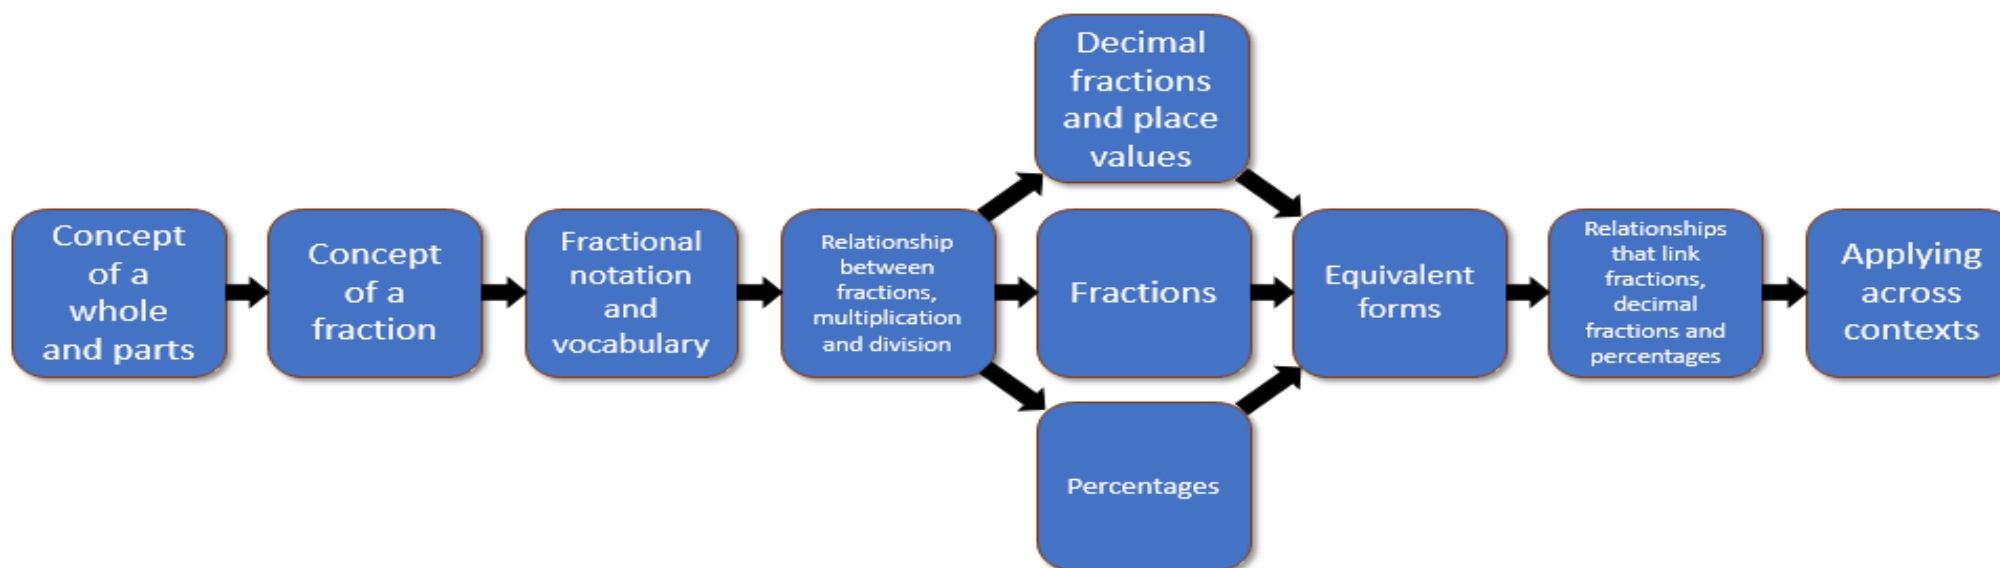 Concept
of a
whole
and parts
Concept
of a
fraction
Fractional
notation
and
vocabulary
Relationship
between
fractions,
multiplication
and division
Decimal
fractions
and place
values
Fractions
Percentages
Equivalent
forms
Relationships
that link
fractions,
decimal
fractions and
percentages
Applying
across
contexts